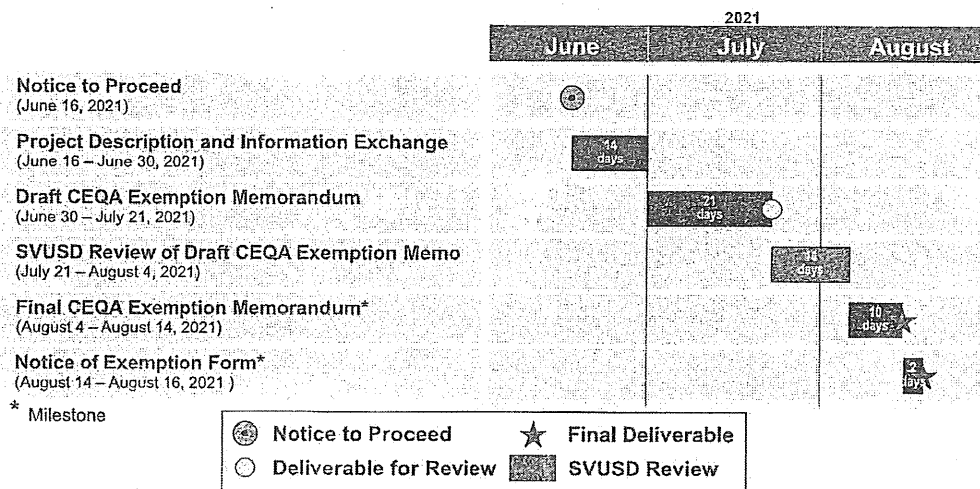 2021
June July August
Notice to Proceed
(June 16, 2021)
Project Description and Information Exchange
(June 16 – June 30, 2021)
14
days
Draft CEQA Exemption Memorandum
(June 30 – July 21, 2021)
21
days
SVUSD Review of Draft CEQA Exemption Memo
(July 21 – August 4, 2021)
days
Final CEQA Exemption Memorandum*
(August 4 – August 14, 2021)
10
days
Notice of Exemption Form*
(August 14 – August 16, 2021 )
2
days
* Milestone
Notice to Proceed Final Deliverable
Deliverable for Review SVUSD Review